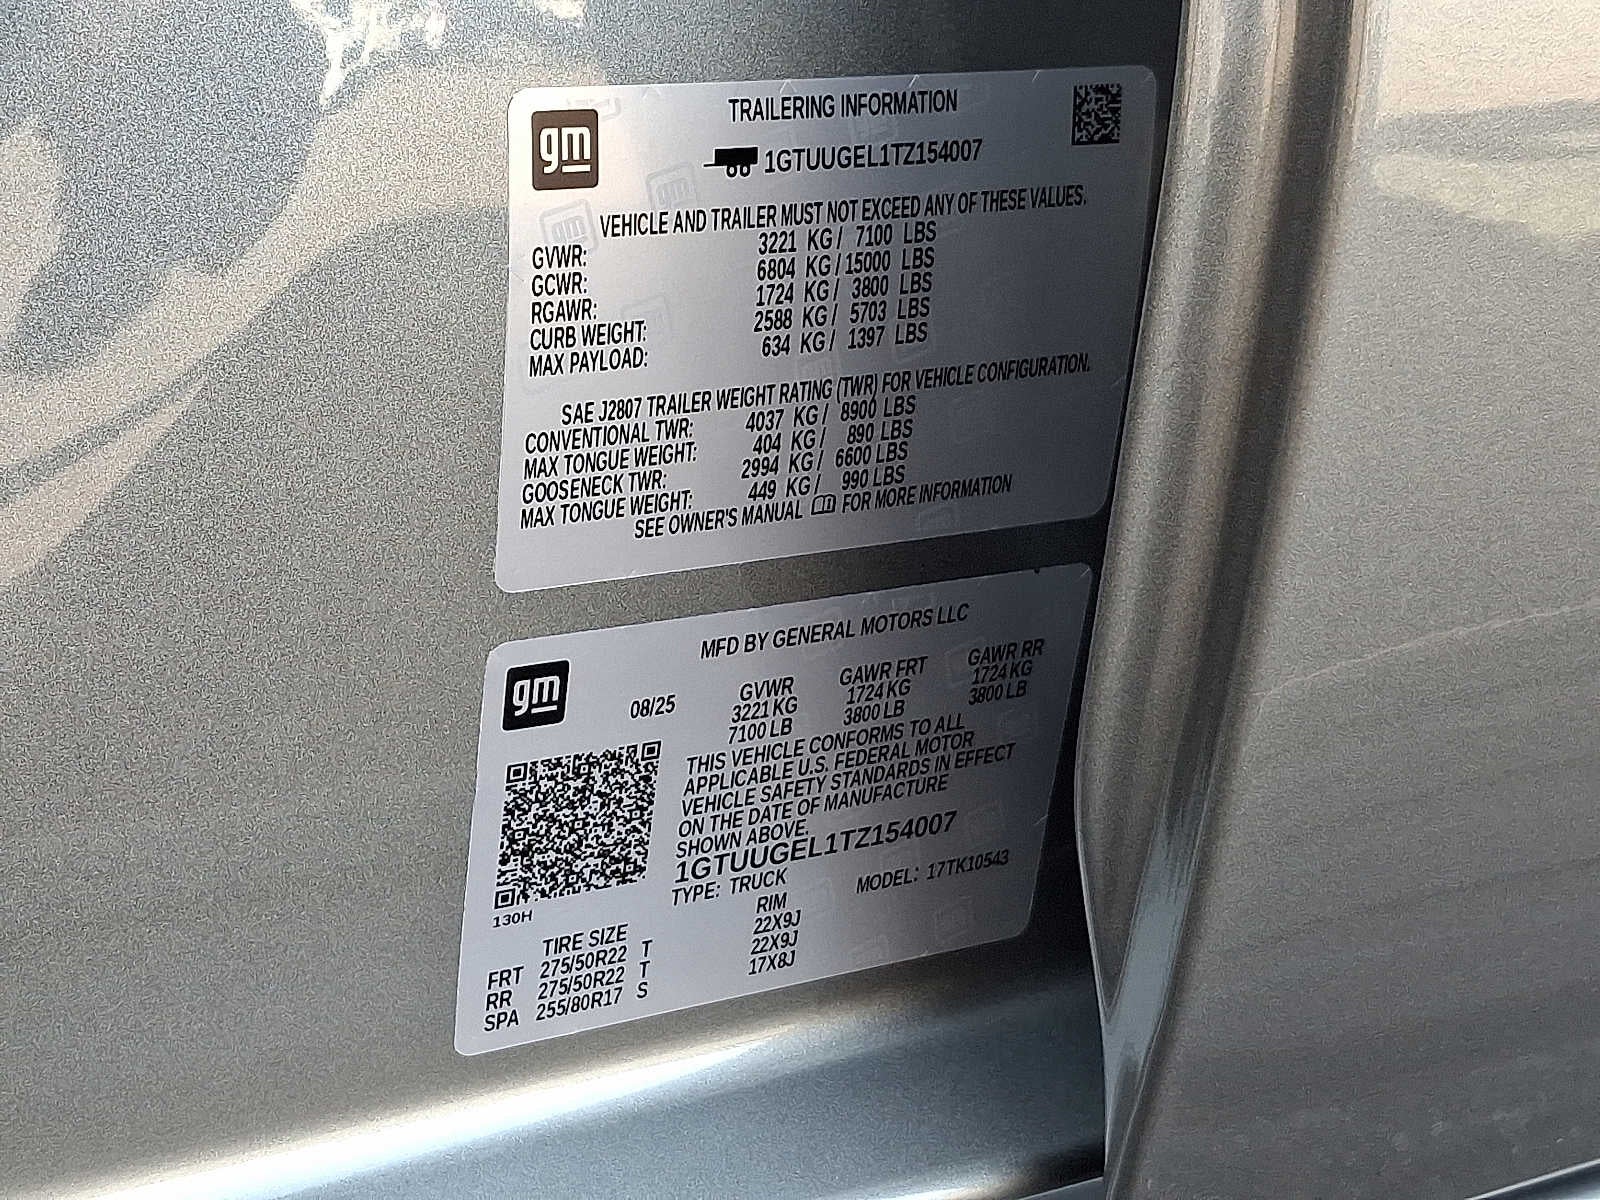 gm
TRAILERING INFORMATION
1GTUUGEL1TZ154007
VEHICLE AND TRAILER MUST NOT EXCEED ANY OF THESE VALUES.
GVWR: 3221 KG / 7100 LBS
GCWR: 6804 KG / 15000 LBS
RGAWR: 1724 KG / 3800 LBS
CURB WEIGHT: 2588 KG / 5703 LBS
MAX PAYLOAD: 634 KG / 1397 LBS
SAE J2807 TRAILER WEIGHT RATING (TWR) FOR VEHICLE CONFIGURATION.
CONVENTIONAL TWR: 4037 KG / 8900 LBS
MAX TONGUE WEIGHT: 404 KG / 890 LBS
GOOSENECK TWR: 2994 KG / 6600 LBS
MAX TONGUE WEIGHT: 449 KG / 990 LBS
SEE OWNER'S MANUAL FOR MORE INFORMATION
gm
MFD BY GENERAL MOTORS LLC
08/25 GVWR GAWR FRT GAWR RR
3221 KG 1724 KG 1724 KG
7100 LB 3800 LB 3800 LB
THIS VEHICLE CONFORMS TO ALL
APPLICABLE U.S. FEDERAL MOTOR
VEHICLE SAFETY STANDARDS IN EFFECT
ON THE DATE OF MANUFACTURE
SHOWN ABOVE.
1GTUUGEL1TZ154007
TYPE: TRUCK MODEL: 17TK10543
130H
TIRE SIZE RIM
FRT 275/50R22 T 22X9J
RR 275/50R22 T 22X9J
SPA 255/80R17 S 17X8J